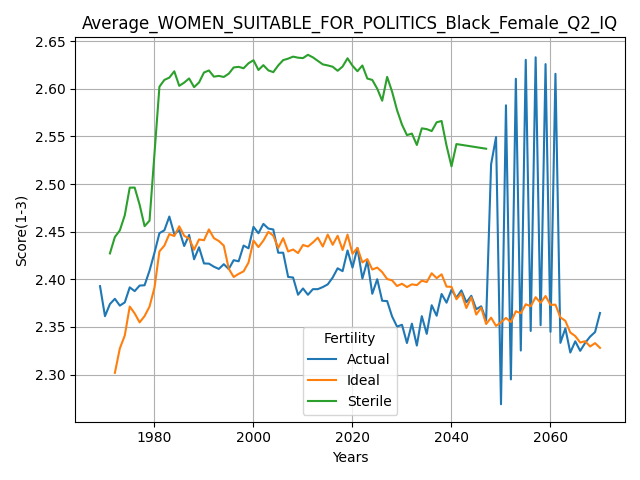 Average_WOMEN_SUITABLE_FOR_POLITICS_Black_Female_Q2_IQ
2.65
2.60
2.55
2.50
2.45
2.40
2.35
2.30
Score(1-3)
Fertility
Actual
Ideal
Sterile
1980
2000
2020
2040
2060
Years